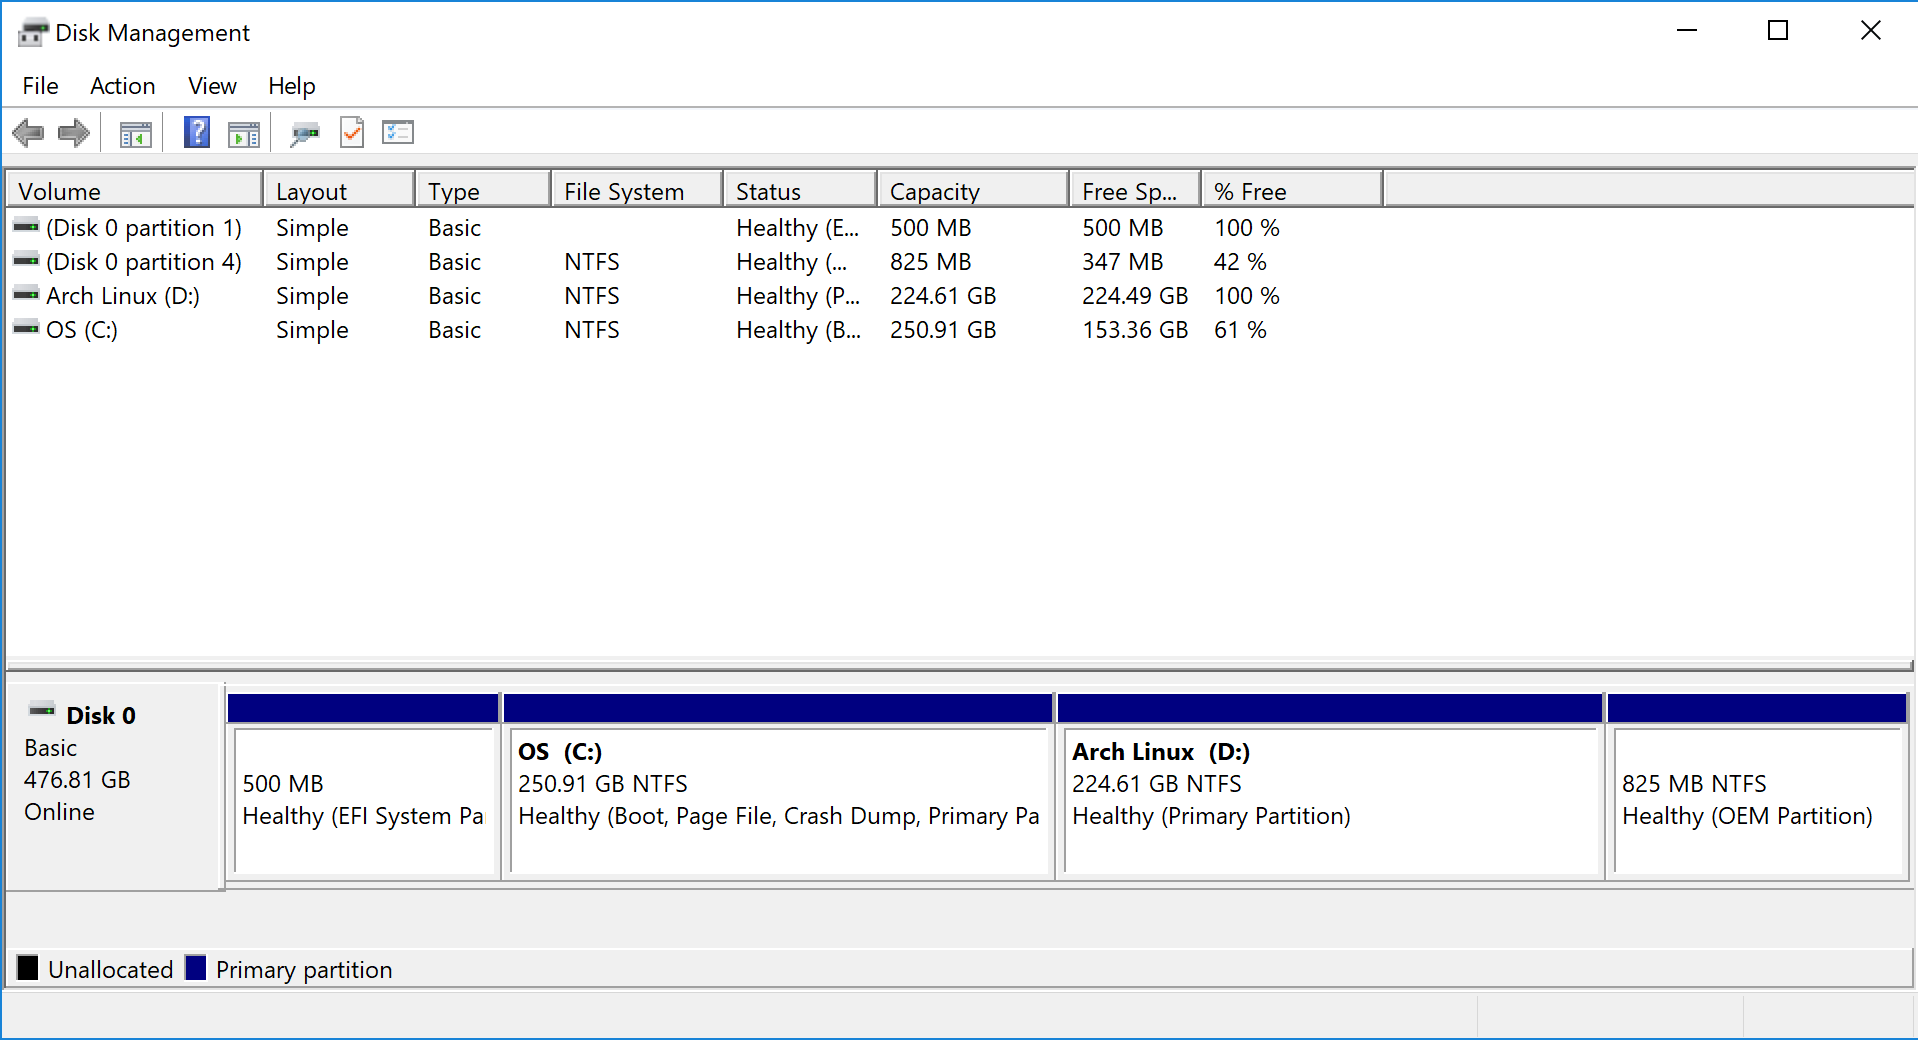 Disk Management
File Action View Help
Volume Layout Type File System Status Capacity Free Sp... % Free
(Disk 0 partition 1) Simple Basic Healthy (E... 500 MB 500 MB 100 %
(Disk 0 partition 4) Simple Basic NTFS Healthy (... 825 MB 347 MB 42 %
Arch Linux (D:) Simple Basic NTFS Healthy (P... 224.61 GB 224.49 GB 100 %
OS (C:) Simple Basic NTFS Healthy (B... 250.91 GB 153.36 GB 61 %
Disk 0
Basic
476.81 GB
Online
500 MB
Healthy (EFI System Pa
OS (C:)
250.91 GB NTFS
Healthy (Boot, Page File, Crash Dump, Primary Pa
Arch Linux (D:)
224.61 GB NTFS
Healthy (Primary Partition)
825 MB NTFS
Healthy (OEM Partition)
Unallocated Primary partition